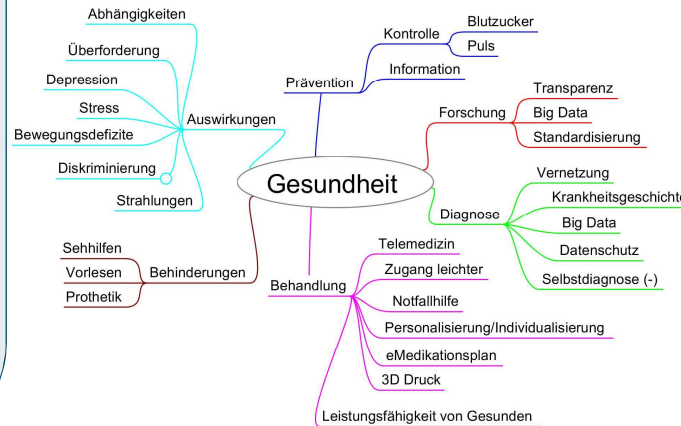 Abhängigkeiten
Überforderung
Depression
Stress
Bewegungsdefizite
Diskriminierung
Strahlungen
Auswirkungen
Prävention
Kontrolle
Blutzucker
Puls
Information
Forschung
Transparenz
Big Data
Standardisierung
Gesundheit
Diagnose
Vernetzung
Krankheitsgeschichte
Big Data
Datenschutz
Selbstdiagnose (-)
Sehhilfen
Vorlesen
Prothetik
Behinderungen
Behandlung
Telemedizin
Zugang leichter
Notfallhilfe
Personalisierung/Individualisierung
eMedikationsplan
3D Druck
Leistungsfähigkeit von Gesunden